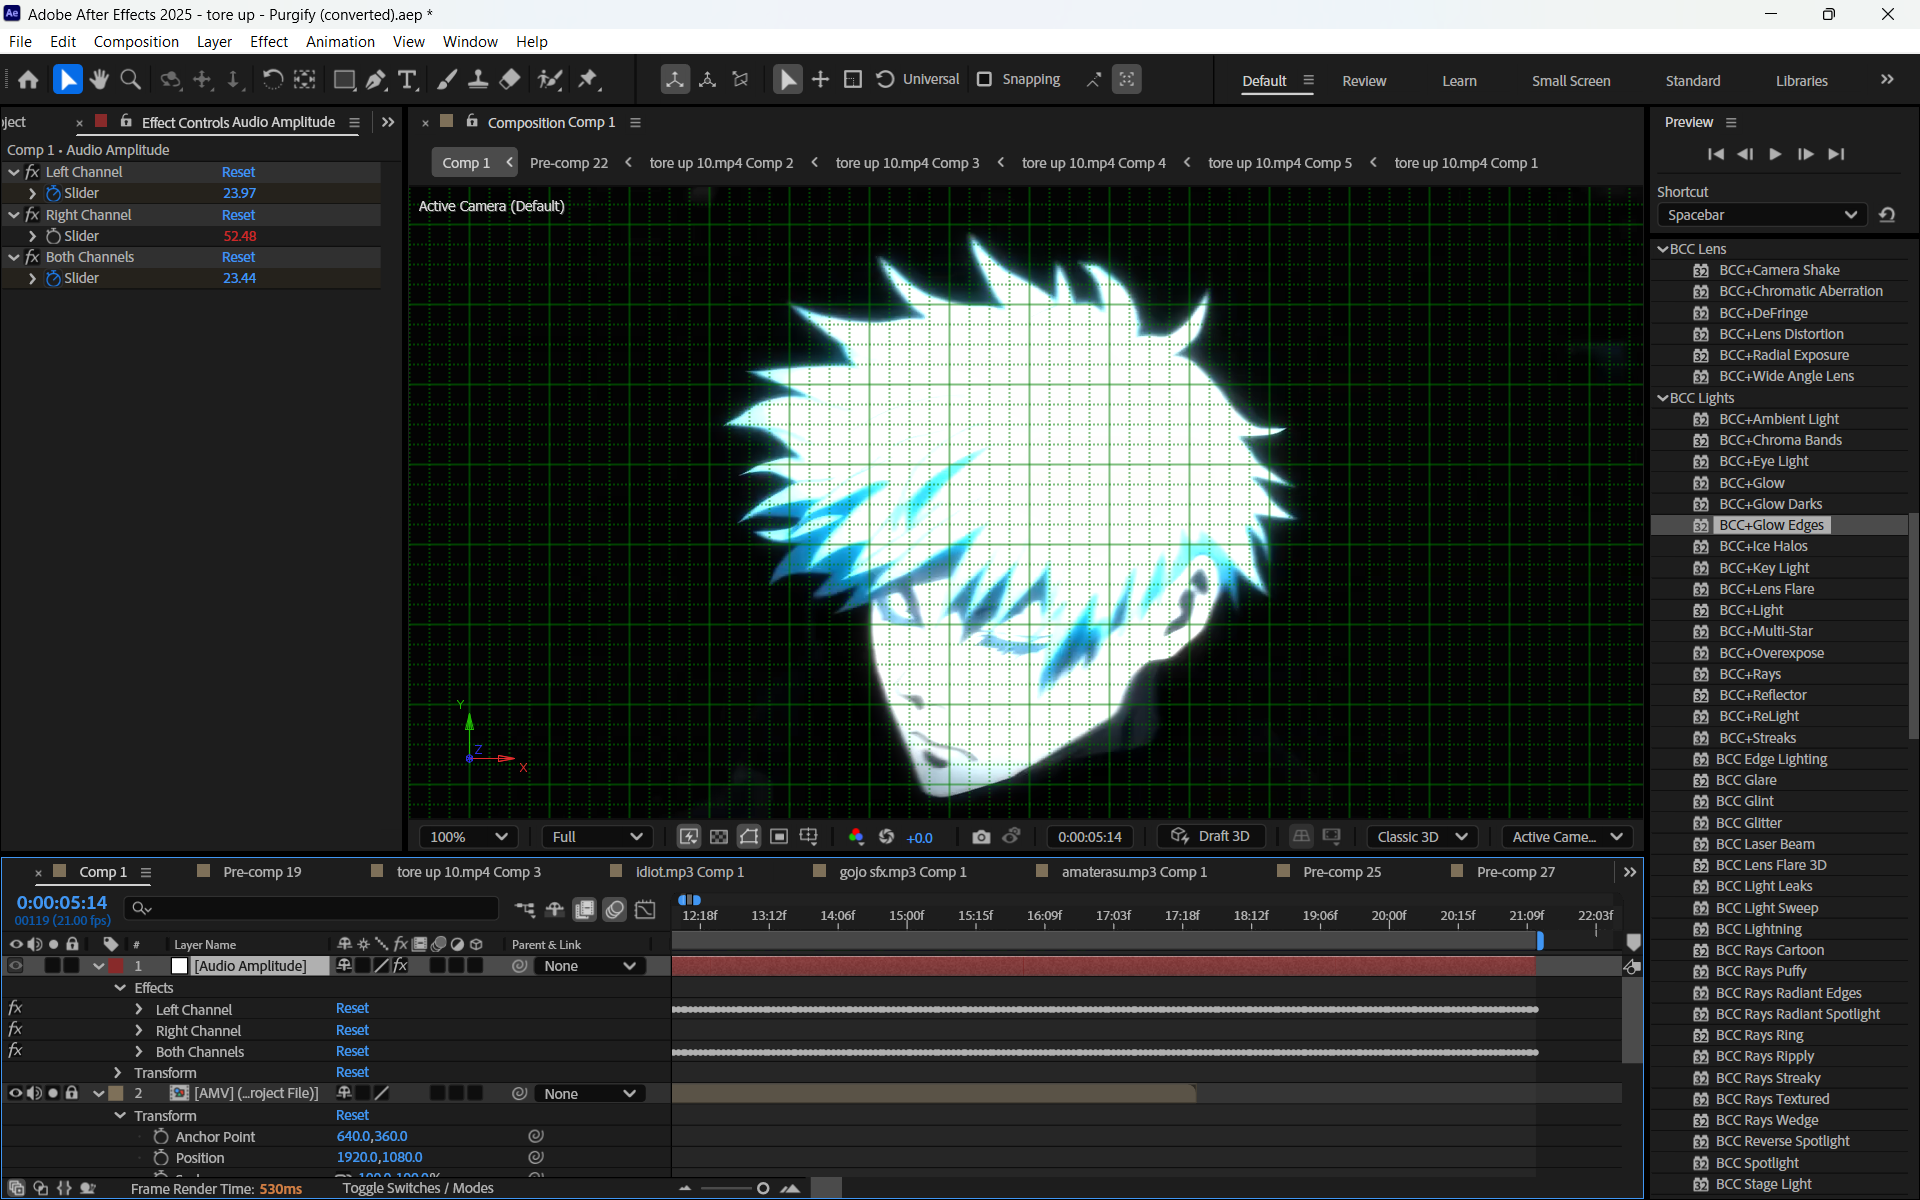 Adobe After Effects 2025 - tore up - Purgify (converted).aep *
File Edit Composition Layer Effect Animation View Window Help
Universal Snapping Default Review Learn Small Screen Standard Libraries
ject Effect Controls Audio Amplitude
Comp 1 • Audio Amplitude
Left Channel Reset
Slider 23.97
Right Channel Reset
Slider 52.48
Both Channels Reset
Slider 23.44
Composition Comp 1
Comp 1 Pre-comp 22 tore up 10.mp4 Comp 2 tore up 10.mp4 Comp 3 tore up 10.mp4 Comp 4 tore up 10.mp4 Comp 5 tore up 10.mp4 Comp 1
Active Camera (Default)
Y
Z
X
100% Full +0.0 0:00:05:14 Draft 3D Classic 3D Active Came...
Preview
Shortcut
Spacebar
BCC Lens
BCC+Camera Shake
BCC+Chromatic Aberration
BCC+DeFringe
BCC+Lens Distortion
BCC+Radial Exposure
BCC+Wide Angle Lens
BCC Lights
BCC+Ambient Light
BCC+Chroma Bands
BCC+Eye Light
BCC+Glow
BCC+Glow Darks
BCC+Glow Edges
BCC+Ice Halos
BCC+Key Light
BCC+Lens Flare
BCC+Light
BCC+Multi-Star
BCC+Overexpose
BCC+Rays
BCC+Reflector
BCC+ReLight
BCC+Streaks
BCC Edge Lighting
BCC Glare
BCC Glint
BCC Glitter
BCC Laser Beam
BCC Lens Flare 3D
BCC Light Leaks
BCC Light Sweep
BCC Lightning
BCC Rays Cartoon
BCC Rays Puffy
BCC Rays Radiant Edges
BCC Rays Radiant Spotlight
BCC Rays Ring
BCC Rays Ripply
BCC Rays Streaky
BCC Rays Textured
BCC Rays Wedge
BCC Reverse Spotlight
BCC Spotlight
BCC Stage Light
Comp 1 Pre-comp 19 tore up 10.mp4 Comp 3 idiot.mp3 Comp 1 gojo sfx.mp3 Comp 1 amaterasu.mp3 Comp 1 Pre-comp 25 Pre-comp 27
0:00:05:14
00119 (21.00 fps)
12:18f 13:12f 14:06f 15:00f 15:15f 16:09f 17:03f 17:18f 18:12f 19:06f 20:00f 20:15f 21:09f 22:03f
# Layer Name Parent & Link
1 [Audio Amplitude] None
Effects
Left Channel Reset
Right Channel Reset
Both Channels Reset
Transform Reset
2 [AMV] (...roject File)] None
Transform Reset
Anchor Point 640.0,360.0
Position 1920.0,1080.0
Frame Render Time: 530ms Toggle Switches / Modes